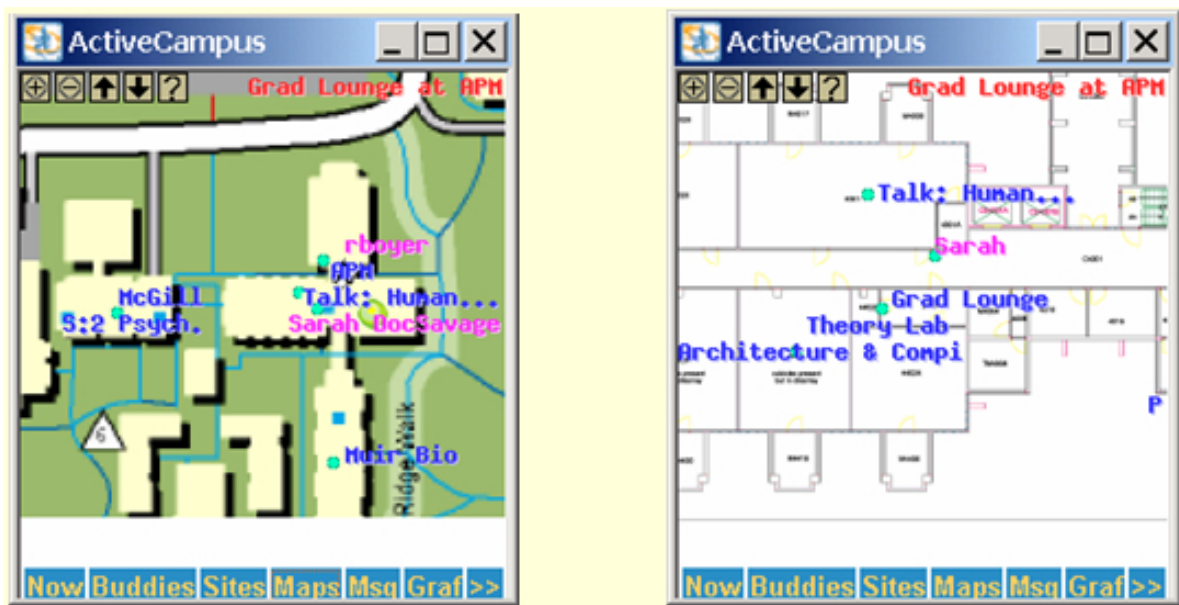 ActiveCampus
Grad Lounge at APM
rboyer
APM
McGill
Talk: Human...
S:2 Psych.
Sarah DocSavage
6
Muir Bio
Ridge Walk
Now Buddies Sites Maps Msg Graf >>
ActiveCampus
Grad Lounge at APM
Talk: Human...
Sarah
Grad Lounge
Theory Lab
Architecture & Compi
P
Now Buddies Sites Maps Msg Graf >>